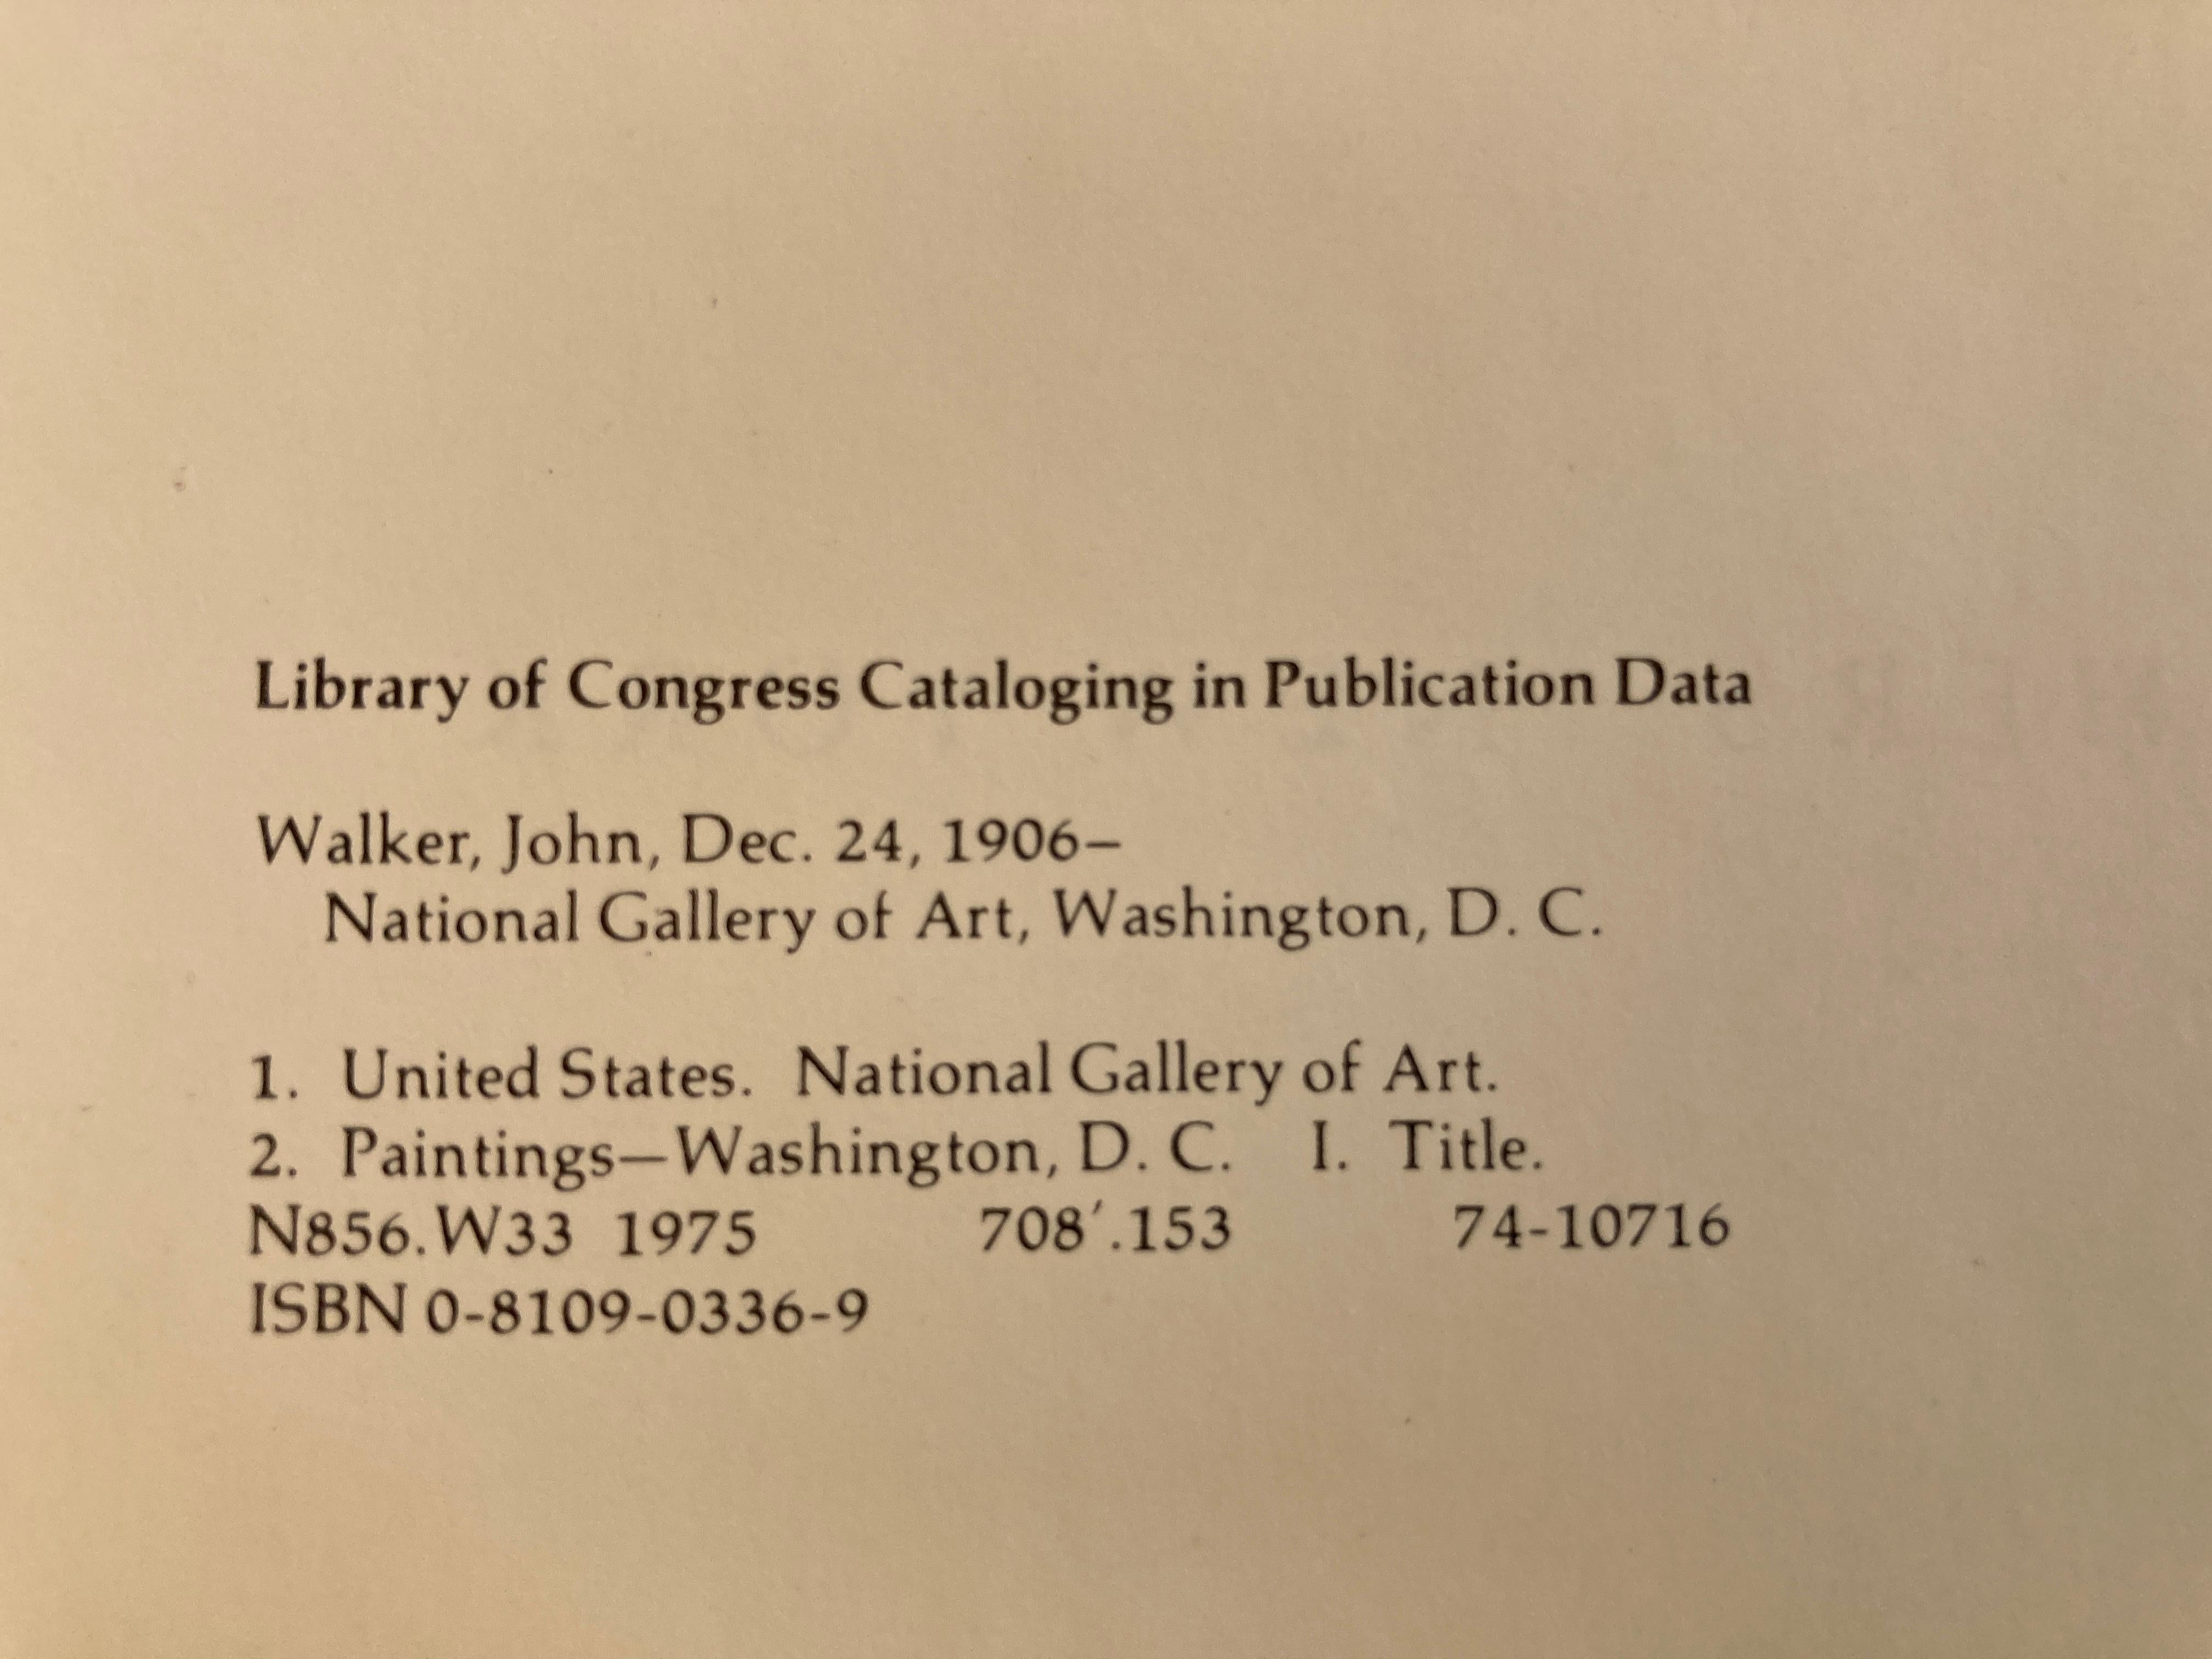 Library of Congress Cataloging in Publication Data
Walker, John, Dec. 24, 1906–
National Gallery of Art, Washington, D. C.
1. United States. National Gallery of Art.
2. Paintings—Washington, D. C. I. Title.
N856.W33 1975 708′.153 74-10716
ISBN 0-8109-0336-9